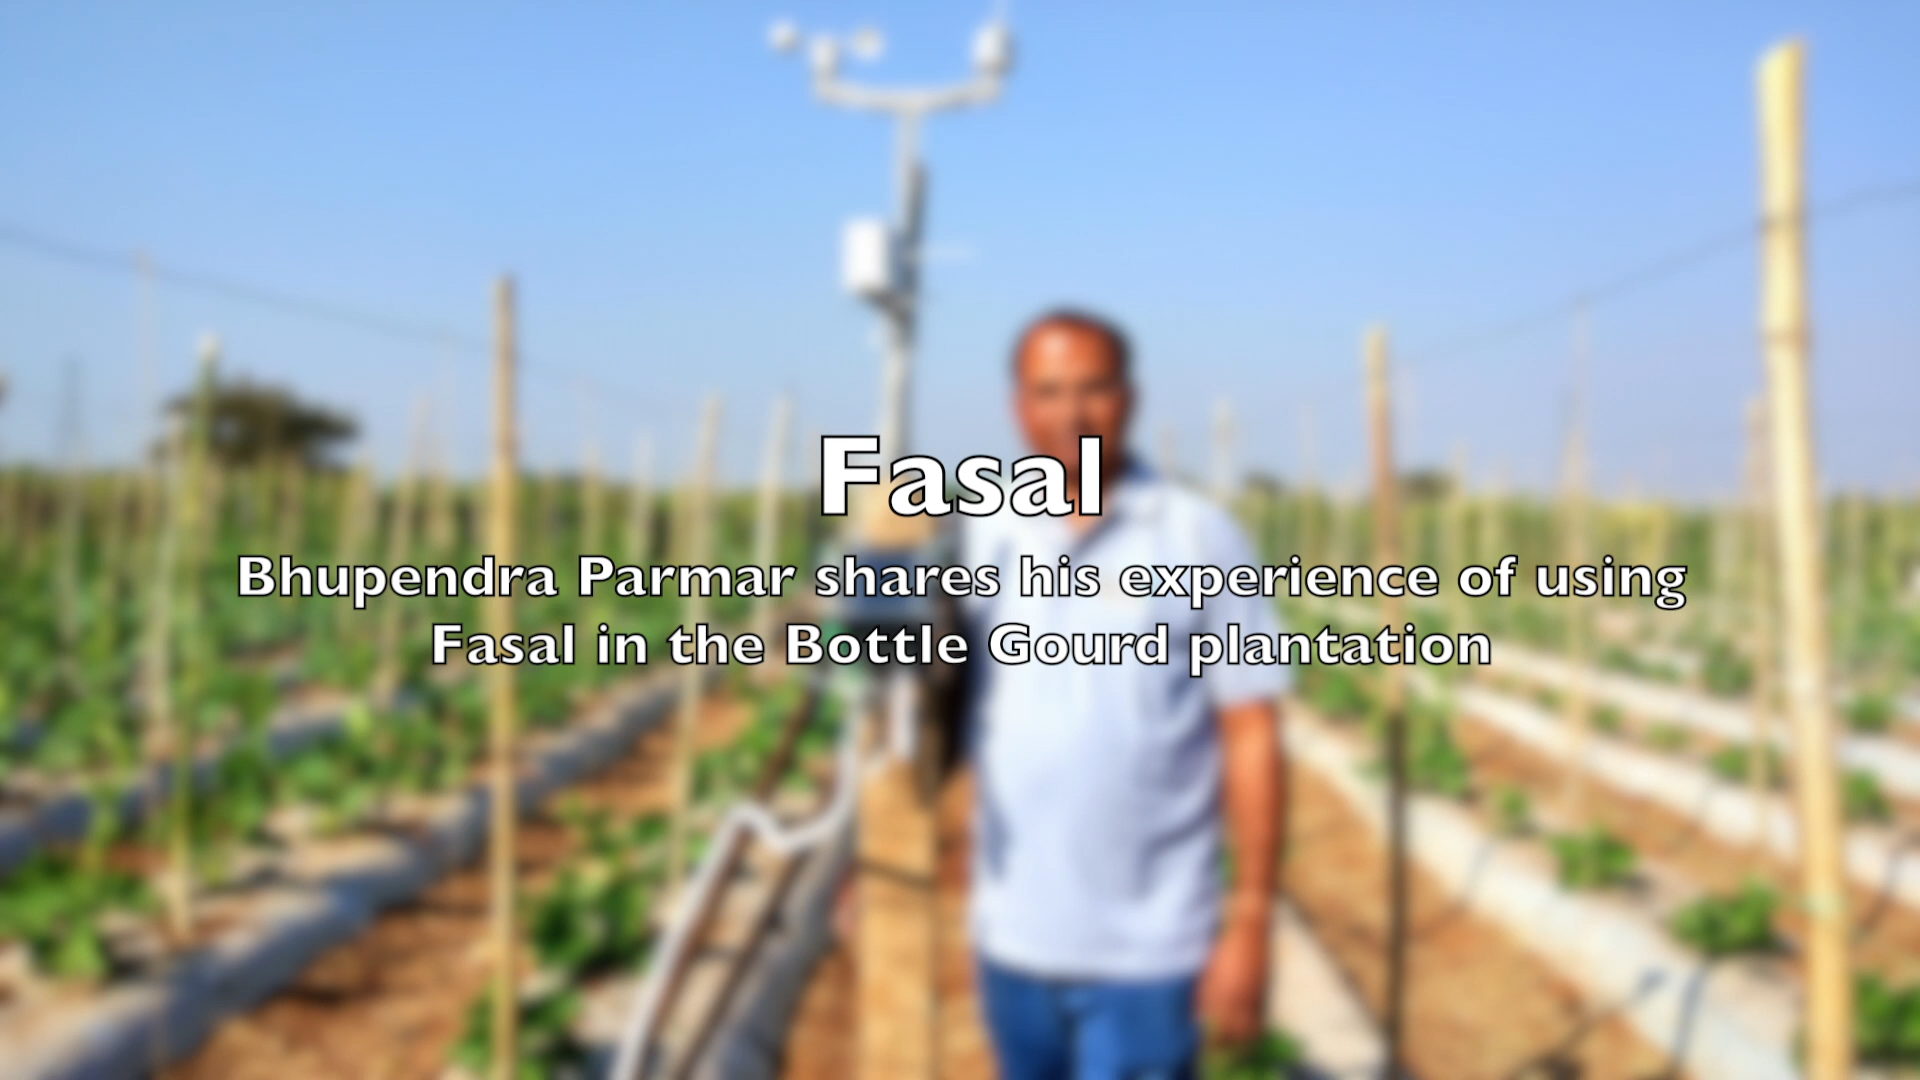 Fasal
Bhupendra Parmar shares his experience of using
Fasal in the Bottle Gourd plantation